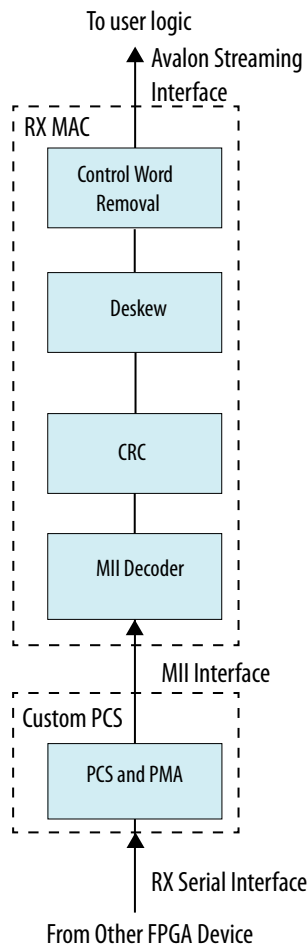 To user logic
Avalon Streaming
Interface
RX MAC
Control Word
Removal
Deskew
CRC
MII Decoder
MII Interface
Custom PCS
PCS and PMA
RX Serial Interface
From Other FPGA Device